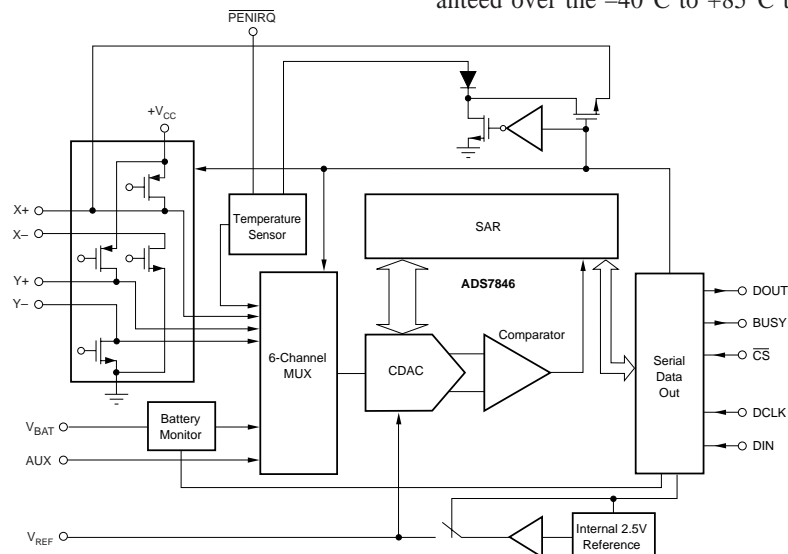 anteed over the –40°C to +85°C t
PENIRQ
+VCC
X+
X–
Y+
Y–
Temperature
Sensor
SAR
ADS7846
6-Channel
MUX
CDAC
Comparator
Serial
Data
Out
DOUT
BUSY
CS
DCLK
DIN
VBAT
Battery
Monitor
AUX
VREF
Internal 2.5V
Reference